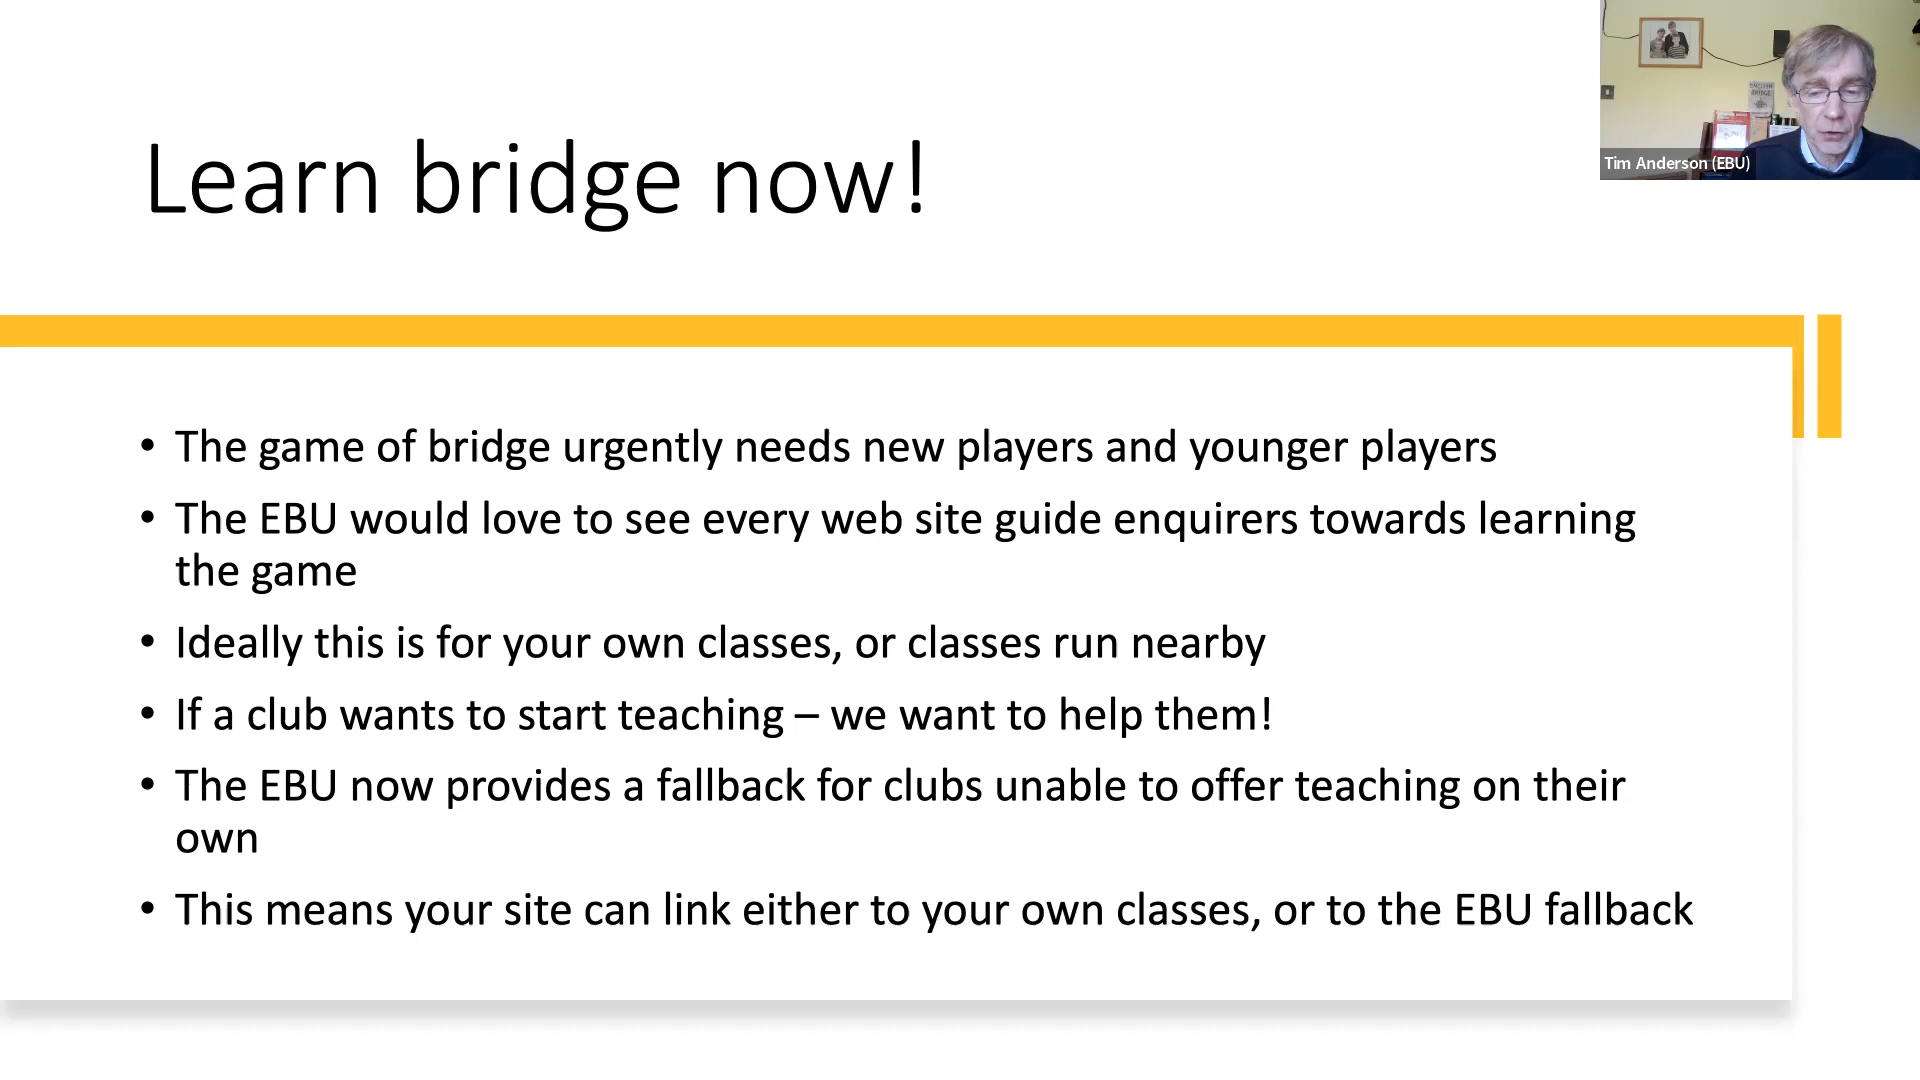 Learn bridge now!
ENGLISH
BRIDGE
Tim Anderson (EBU)
• The game of bridge urgently needs new players and younger players
• The EBU would love to see every web site guide enquirers towards learning
the game
• Ideally this is for your own classes, or classes run nearby
• If a club wants to start teaching – we want to help them!
• The EBU now provides a fallback for clubs unable to offer teaching on their
own
• This means your site can link either to your own classes, or to the EBU fallback